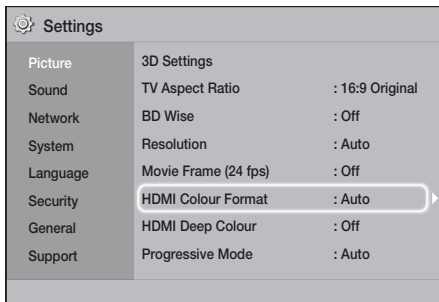 Settings
Picture
Sound
Network
System
Language
Security
General
Support
3D Settings
TV Aspect Ratio : 16:9 Original
BD Wise : Off
Resolution : Auto
Movie Frame (24 fps) : Off
HDMI Colour Format : Auto
HDMI Deep Colour : Off
Progressive Mode : Auto